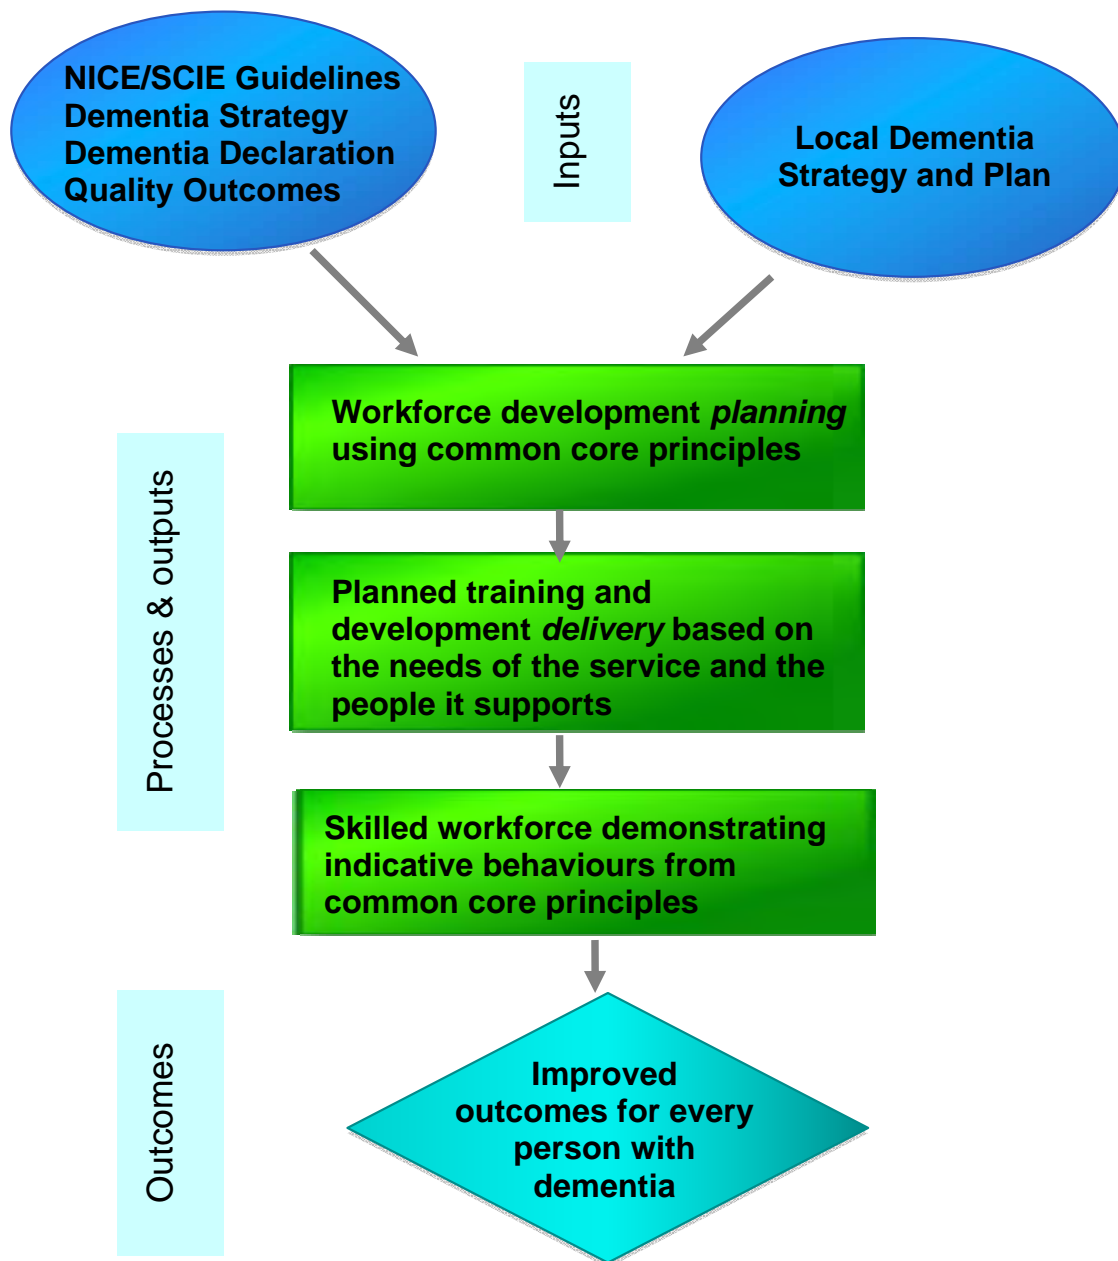 NICE/SCIE Guidelines
Dementia Strategy
Dementia Declaration
Quality Outcomes
Inputs
Local Dementia
Strategy and Plan
Workforce development planning
using common core principles
Processes & outputs
Planned training and
development delivery based on
the needs of the service and the
people it supports
Skilled workforce demonstrating
indicative behaviours from
common core principles
Outcomes
Improved
outcomes for every
person with
dementia